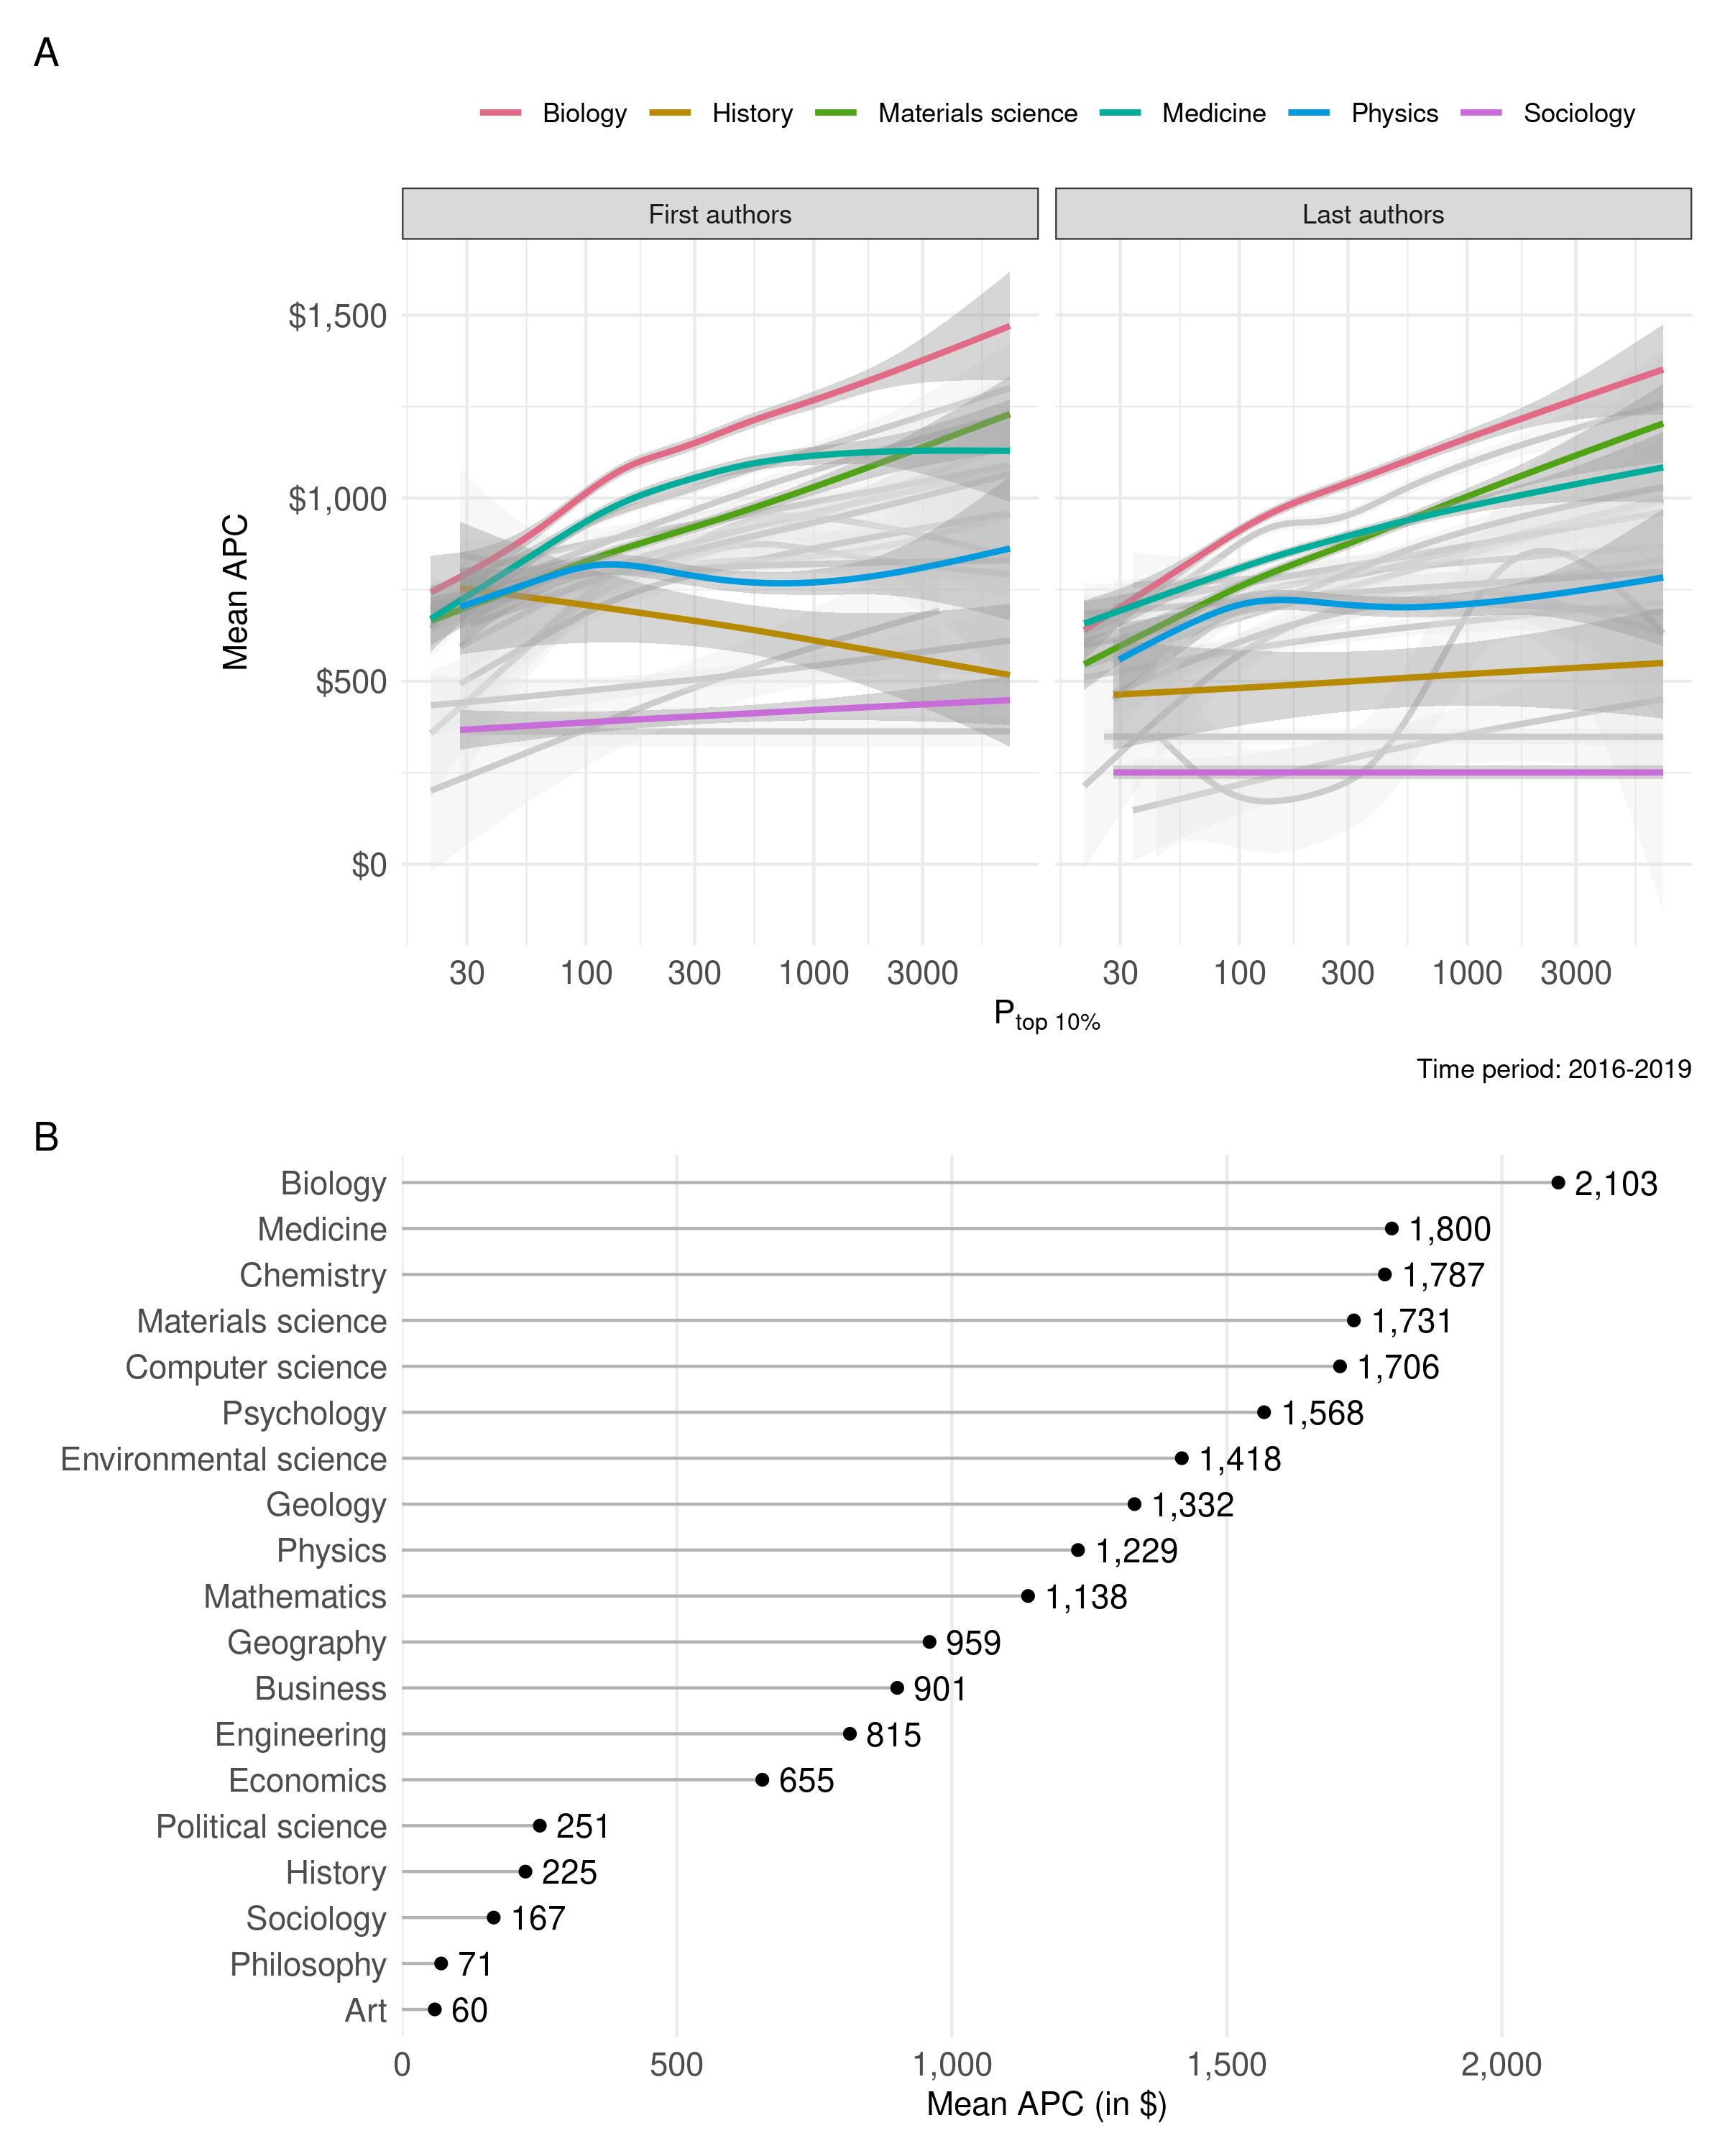 A
Biology History Materials science Medicine Physics Sociology
First authors Last authors
$1,500
$1,000
$500
$0
Mean APC
30 100 300 1000 3000 30 100 300 1000 3000
Ptop 10%
Time period: 2016-2019
B
Biology 2,103
Medicine 1,800
Chemistry 1,787
Materials science 1,731
Computer science 1,706
Psychology 1,568
Environmental science 1,418
Geology 1,332
Physics 1,229
Mathematics 1,138
Geography 959
Business 901
Engineering 815
Economics 655
Political science 251
History 225
Sociology 167
Philosophy 71
Art 60
0 500 1,000 1,500 2,000
Mean APC (in $)